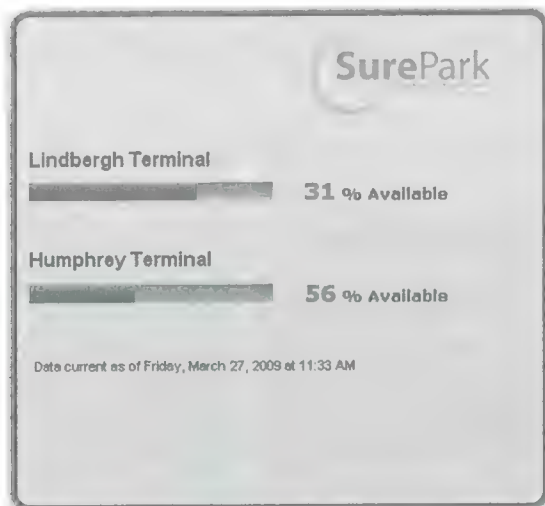 SurePark
Lindbergh Terminal
31 % Available
Humphrey Terminal
56 % Available
Data current as of Friday, March 27, 2009 at 11:33 AM